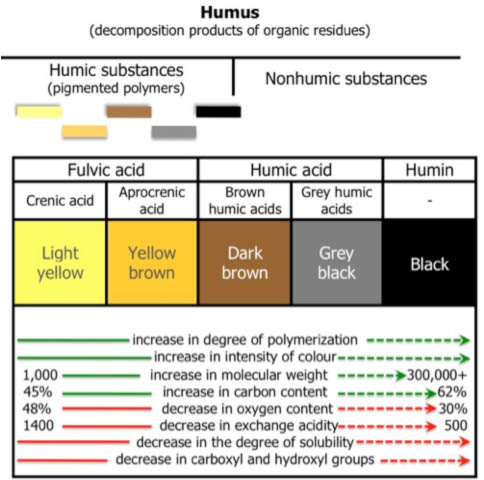 Humus
(decomposition products of organic residues)
Humic substances
(pigmented polymers)
Nonhumic substances
Fulvic acid Humic acid Humin
Crenic acid Aprocrenic acid Brown humic acids Grey humic acids -
Light yellow Yellow brown Dark brown Grey black Black
increase in degree of polymerization
increase in intensity of colour
1,000 increase in molecular weight 300,000+
45% increase in carbon content 62%
48% decrease in oxygen content 30%
1400 decrease in exchange acidity 500
decrease in the degree of solubility
decrease in carboxyl and hydroxyl groups